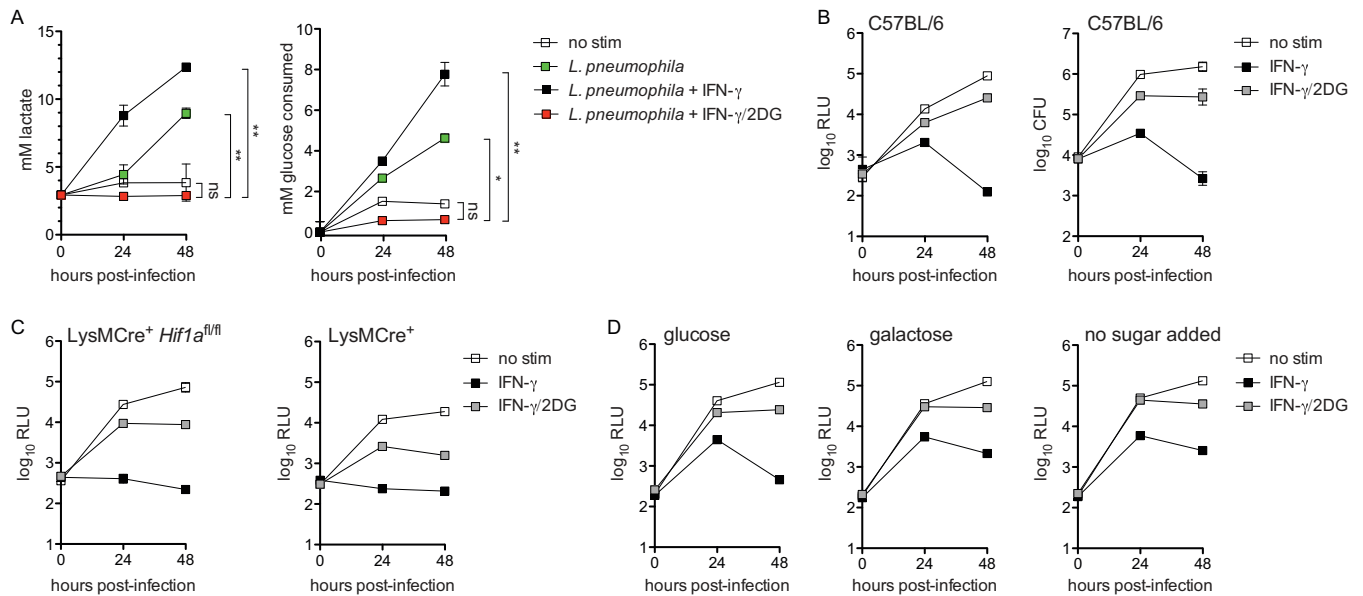 A
mM lactate
15
10
5
0
0 24 48
hours post-infection
ns
**
**
mM glucose consumed
10
8
6
4
2
0
0 24 48
hours post-infection
ns
*
**
no stim
L. pneumophila
L. pneumophila + IFN-γ
L. pneumophila + IFN-γ/2DG
B
C57BL/6
log10 RLU
6
5
4
3
2
1
0 24 48
hours post-infection
C57BL/6
log10 CFU
7
6
5
4
3
2
0 24 48
hours post-infection
no stim
IFN-γ
IFN-γ/2DG
C
LysMCre+ Hif1afl/fl
log10 RLU
6
5
4
3
2
1
0 24 48
hours post-infection
LysMCre+
log10 RLU
6
5
4
3
2
1
0 24 48
hours post-infection
no stim
IFN-γ
IFN-γ/2DG
D
glucose
log10 RLU
6
5
4
3
2
1
0 24 48
hours post-infection
galactose
log10 RLU
6
5
4
3
2
1
0 24 48
hours post-infection
no sugar added
log10 RLU
6
5
4
3
2
1
0 24 48
hours post-infection
no stim
IFN-γ
IFN-γ/2DG